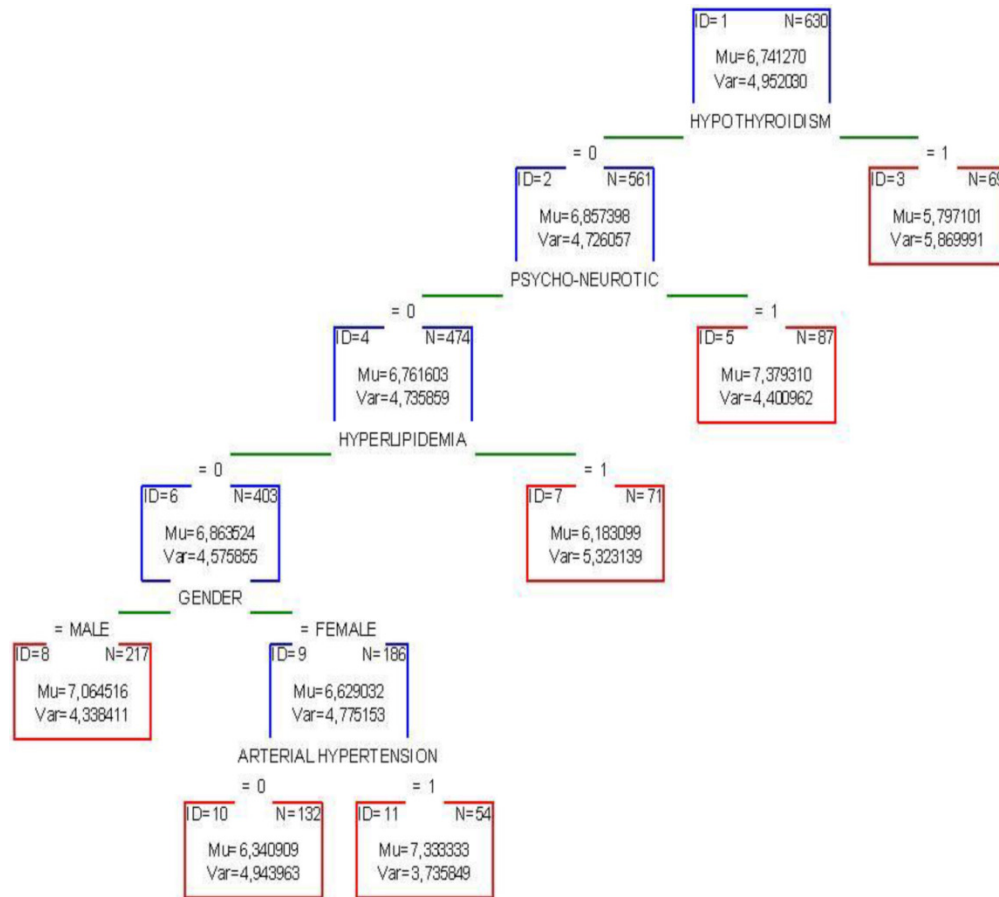 ID=1 N=630
Mu=6,741270
Var=4,952030
HYPOTHYROIDISM
= 0
= 1
ID=2 N=561
Mu=6,857398
Var=4,726057
PSYCHO-NEUROTIC
ID=3 N=69
Mu=5,797101
Var=5,869991
= 0
= 1
ID=4 N=474
Mu=6,761603
Var=4,735859
HYPERLIPIDEMIA
ID=5 N=87
Mu=7,379310
Var=4,400962
= 0
= 1
ID=6 N=403
Mu=6,863524
Var=4,575855
GENDER
ID=7 N=71
Mu=6,183099
Var=5,323139
= MALE
= FEMALE
ID=8 N=217
Mu=7,064516
Var=4,338411
ID=9 N=186
Mu=6,629032
Var=4,775153
ARTERIAL HYPERTENSION
= 0
= 1
ID=10 N=132
Mu=6,340909
Var=4,943963
ID=11 N=54
Mu=7,333333
Var=3,735849